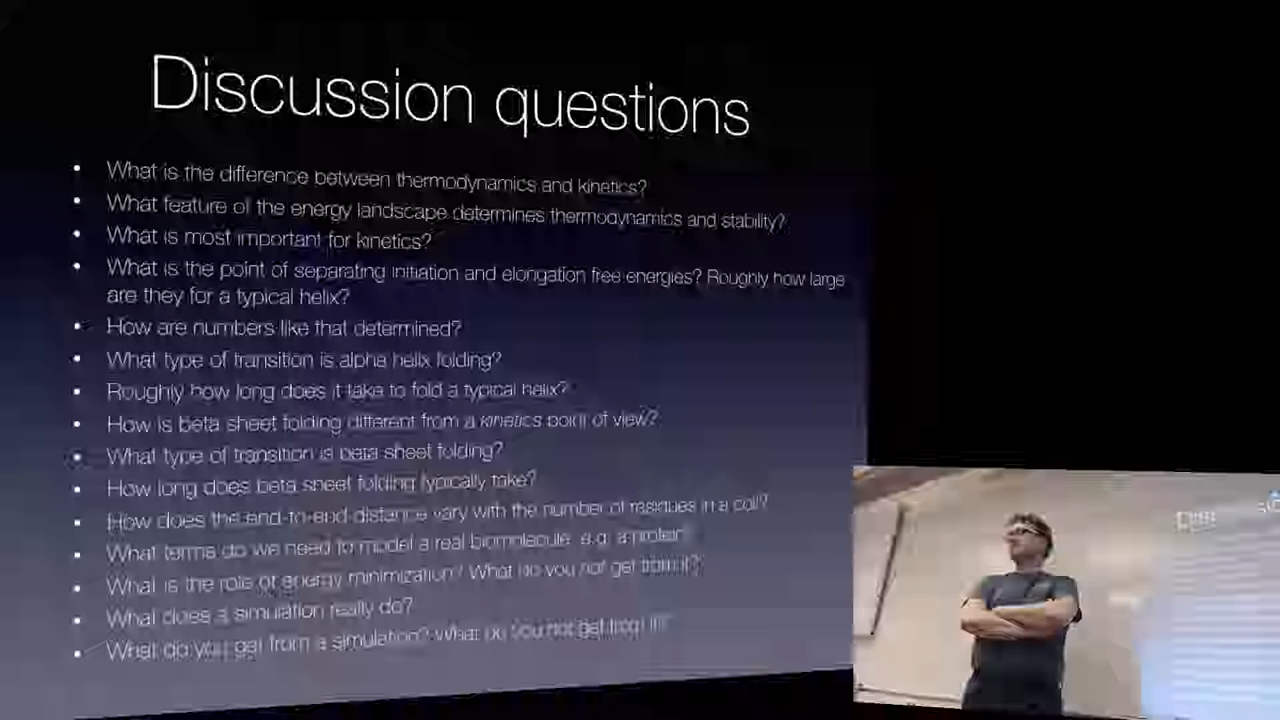 Discussion questions
• What is the difference between thermodynamics and kinetics?
• What feature of the energy landscape determines thermodynamics and stability?
• What is most important for kinetics?
• What is the point of separating initiation and elongation free energies? Roughly how large
are they for a typical helix?
• How are numbers like that determined?
• What type of transition is alpha helix folding?
• Roughly how long does it take to fold a typical helix?
• How is beta sheet folding different from a kinetics point of view?
• What type of transition is beta sheet folding?
• How long does beta sheet folding typically take?
• How does the end-to-end-distance vary with the number of residues in a coil?
• What terms do we need to model a real biomolecule, e.g. a protein?
• What is the role of energy minimization? What do you not get from it?
• What does a simulation really do?
• What do you get from a simulation? What do you not get from it?